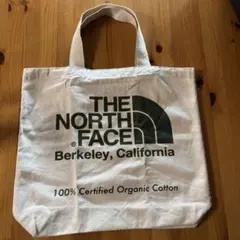 THE
NORTH
FACE
Berkeley, California
100% Certified Organic Cotton